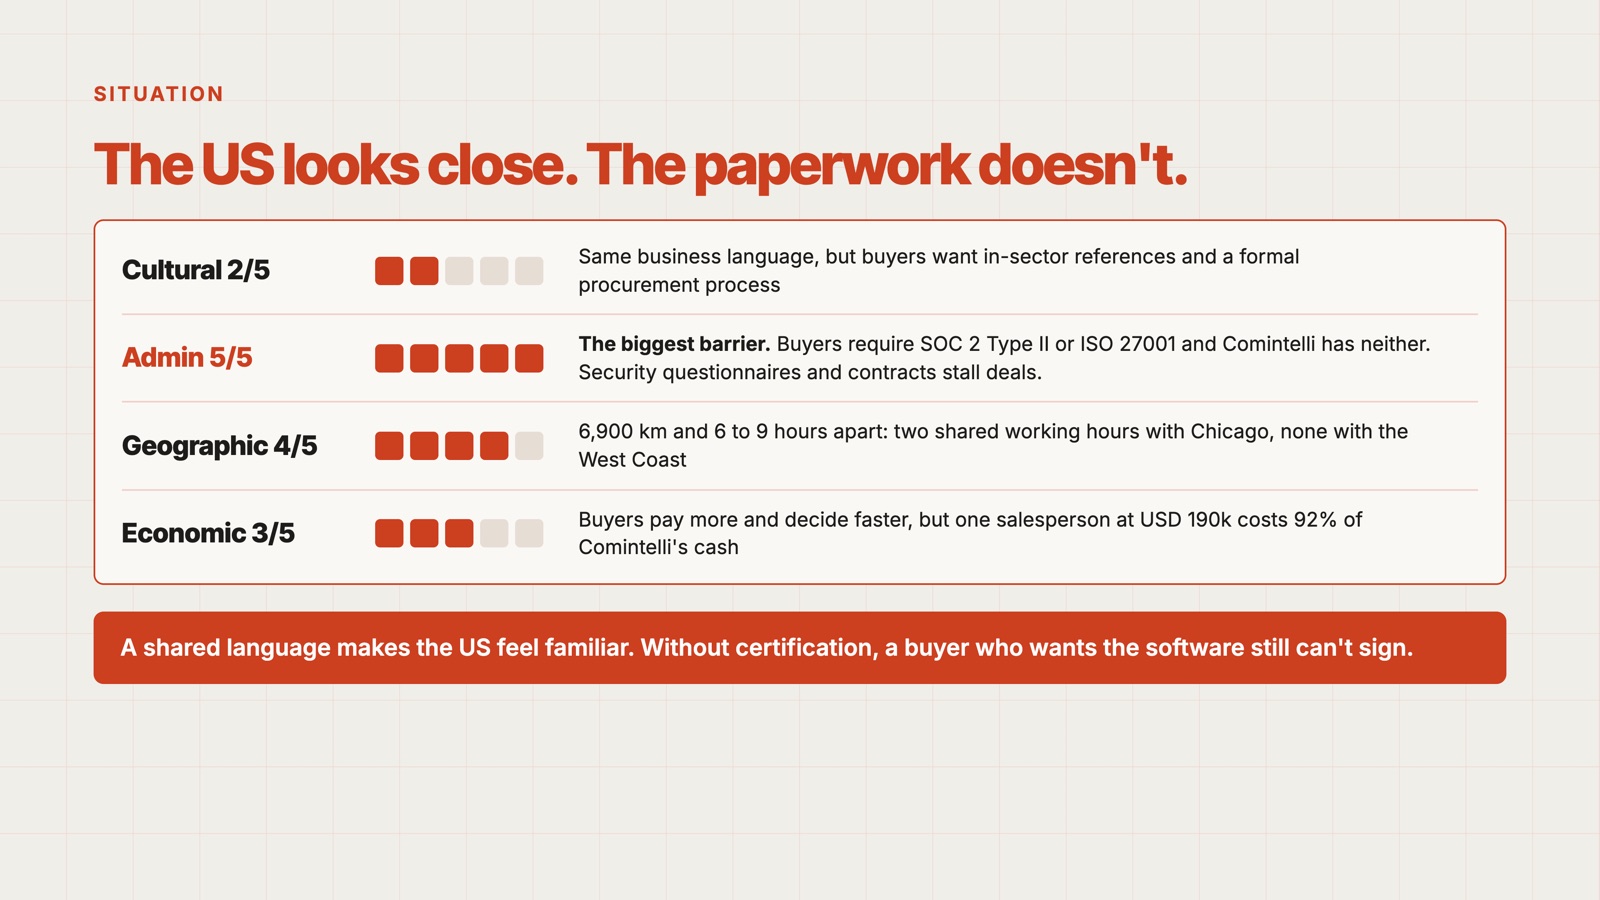 SITUATION
The US looks close. The paperwork doesn't.
Cultural 2/5
Same business language, but buyers want in-sector references and a formal
procurement process
Admin 5/5
The biggest barrier. Buyers require SOC 2 Type II or ISO 27001 and Comintelli has neither.
Security questionnaires and contracts stall deals.
Geographic 4/5
6,900 km and 6 to 9 hours apart: two shared working hours with Chicago, none with the
West Coast
Economic 3/5
Buyers pay more and decide faster, but one salesperson at USD 190k costs 92% of
Comintelli's cash
A shared language makes the US feel familiar. Without certification, a buyer who wants the software still can't sign.